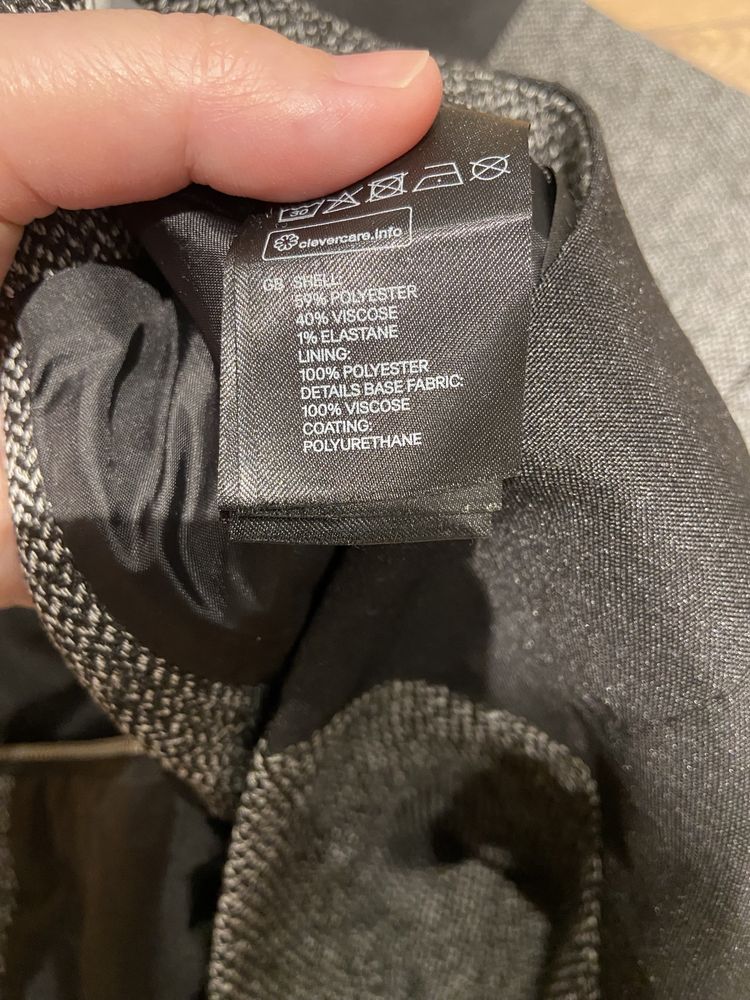 30
clevercare.info
GB SHELL:
59% POLYESTER
40% VISCOSE
1% ELASTANE
LINING:
100% POLYESTER
DETAILS BASE FABRIC:
100% VISCOSE
COATING:
POLYURETHANE